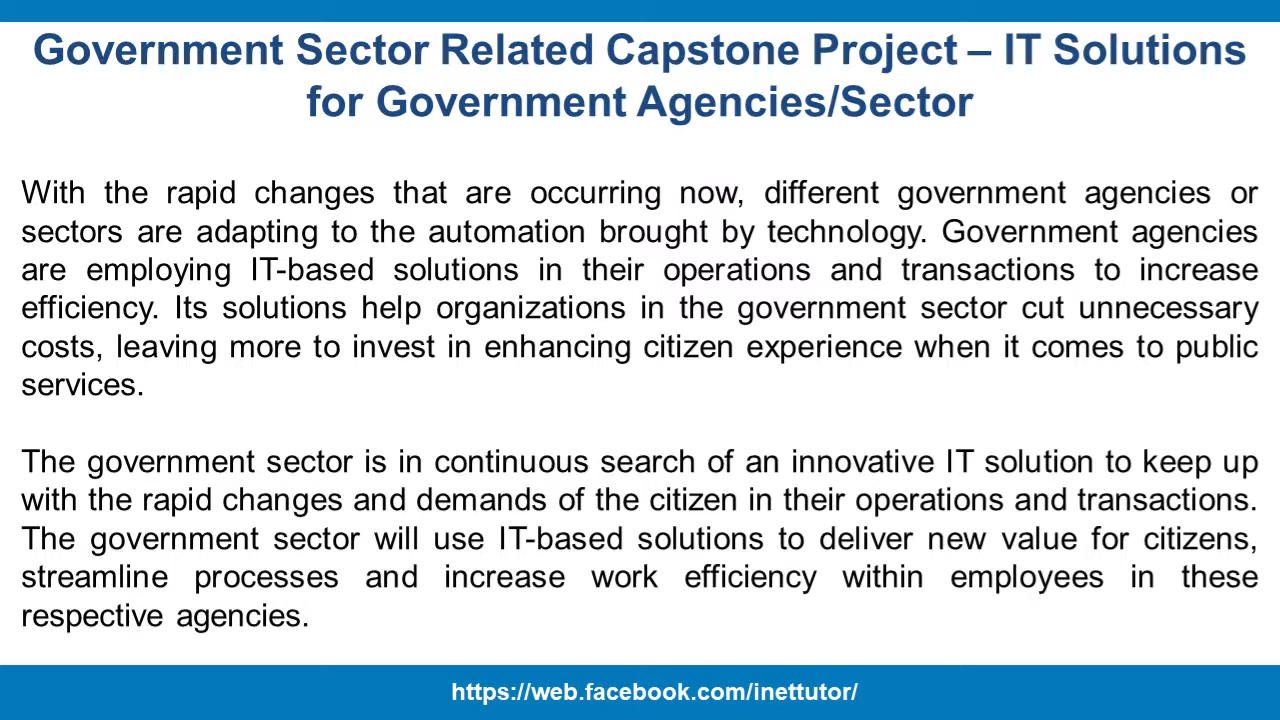 Government Sector Related Capstone Project – IT Solutions
for Government Agencies/Sector
With the rapid changes that are occurring now, different government agencies or
sectors are adapting to the automation brought by technology. Government agencies
are employing IT-based solutions in their operations and transactions to increase
efficiency. Its solutions help organizations in the government sector cut unnecessary
costs, leaving more to invest in enhancing citizen experience when it comes to public
services.
The government sector is in continuous search of an innovative IT solution to keep up
with the rapid changes and demands of the citizen in their operations and transactions.
The government sector will use IT-based solutions to deliver new value for citizens,
streamline processes and increase work efficiency within employees in these
respective agencies.
https://web.facebook.com/inettutor/